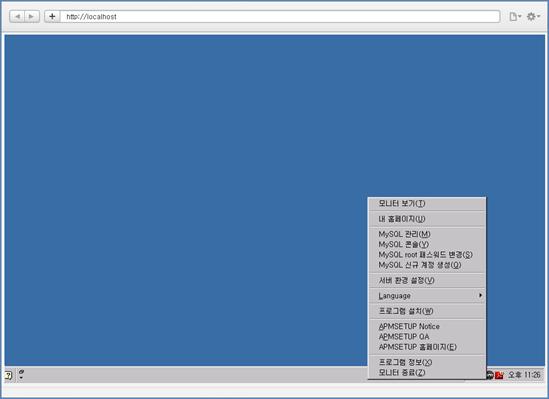 http://localhost
모니터 보기(T)
내 홈페이지(U)
MySQL 관리(M)
MySQL 콘솔(Y)
MySQL root 패스워드 변경(S)
MySQL 신규 계정 생성(Q)
서버 환경 설정(V)
Language
프로그램 설치(W)
APMSETUP Notice
APMSETUP QA
APMSETUP 홈페이지(E)
프로그램 정보(X)
모니터 종료(Z)
오후 11:26